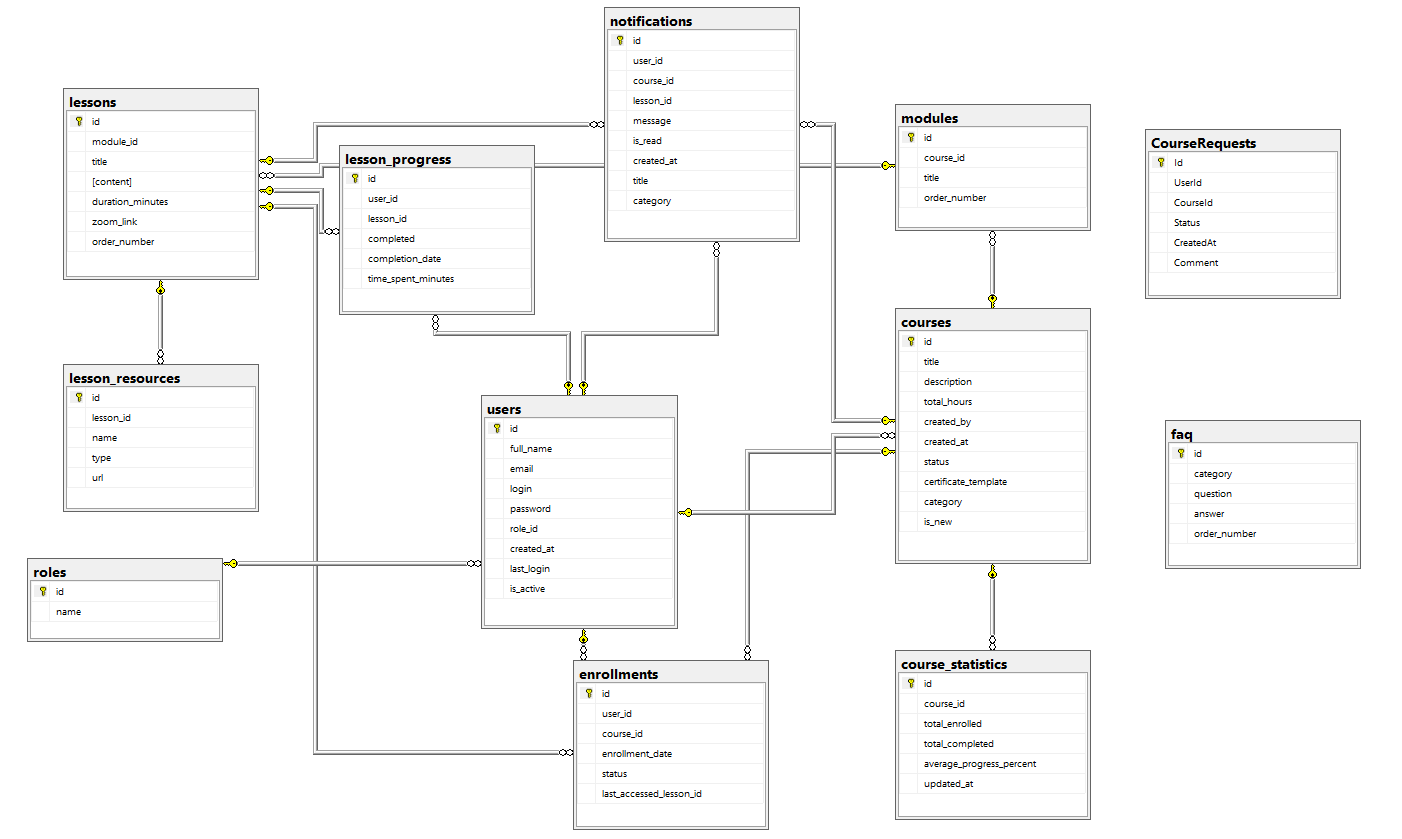 notifications
id
user_id
course_id
lesson_id
message
is_read
created_at
title
category
lessons
id
module_id
title
[content]
duration_minutes
zoom_link
order_number
modules
id
course_id
title
order_number
CourseRequests
Id
UserId
CourseId
Status
CreatedAt
Comment
lesson_progress
id
user_id
lesson_id
completed
completion_date
time_spent_minutes
courses
id
title
description
total_hours
created_by
created_at
status
certificate_template
category
is_new
lesson_resources
id
lesson_id
name
type
url
users
id
full_name
email
login
password
role_id
created_at
last_login
is_active
faq
id
category
question
answer
order_number
roles
id
name
enrollments
id
user_id
course_id
enrollment_date
status
last_accessed_lesson_id
course_statistics
id
course_id
total_enrolled
total_completed
average_progress_percent
updated_at